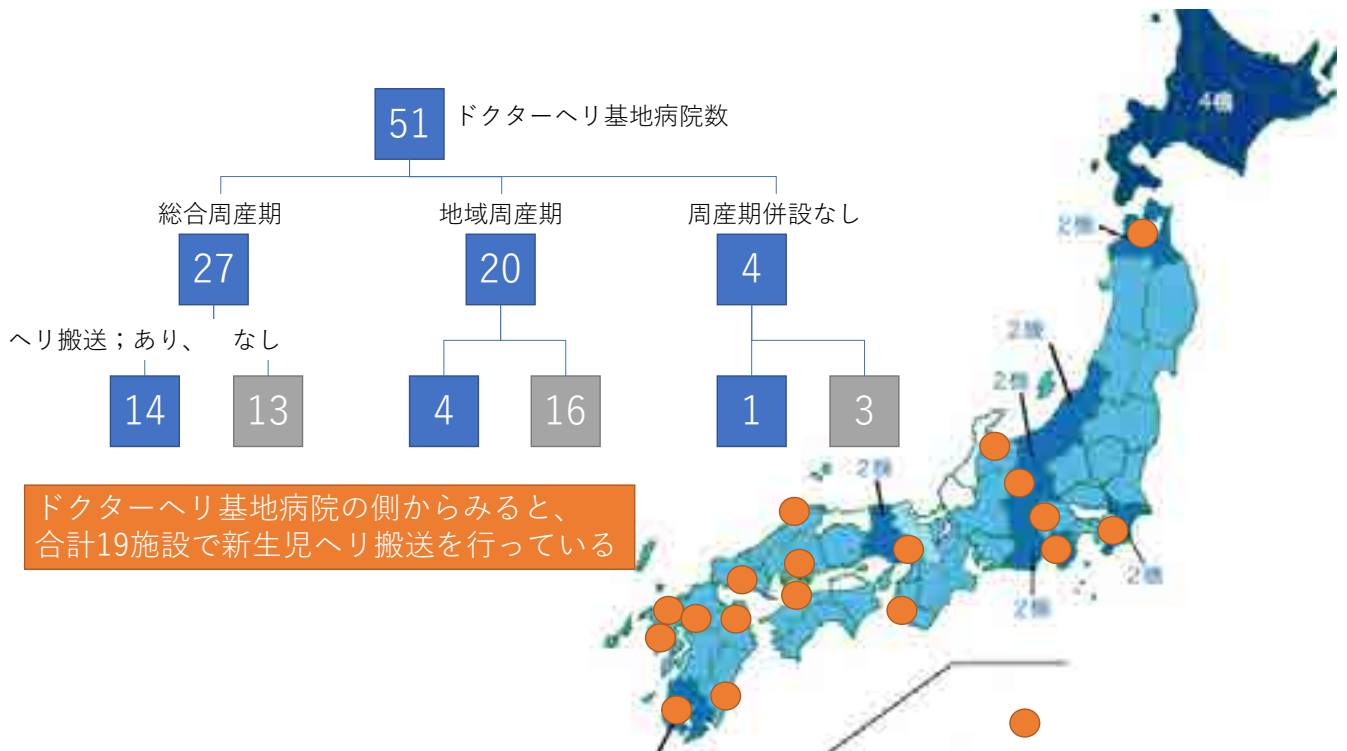 51
ドクターヘリ基地病院数
総合周産期
地域周産期
周産期併設なし
27
20
4
ヘリ搬送；あり、 なし
14
13
4
16
1
3
ドクターヘリ基地病院の側からみると、
合計19施設で新生児ヘリ搬送を行っている
4機
2機
2機
2機
2機
2機
2機